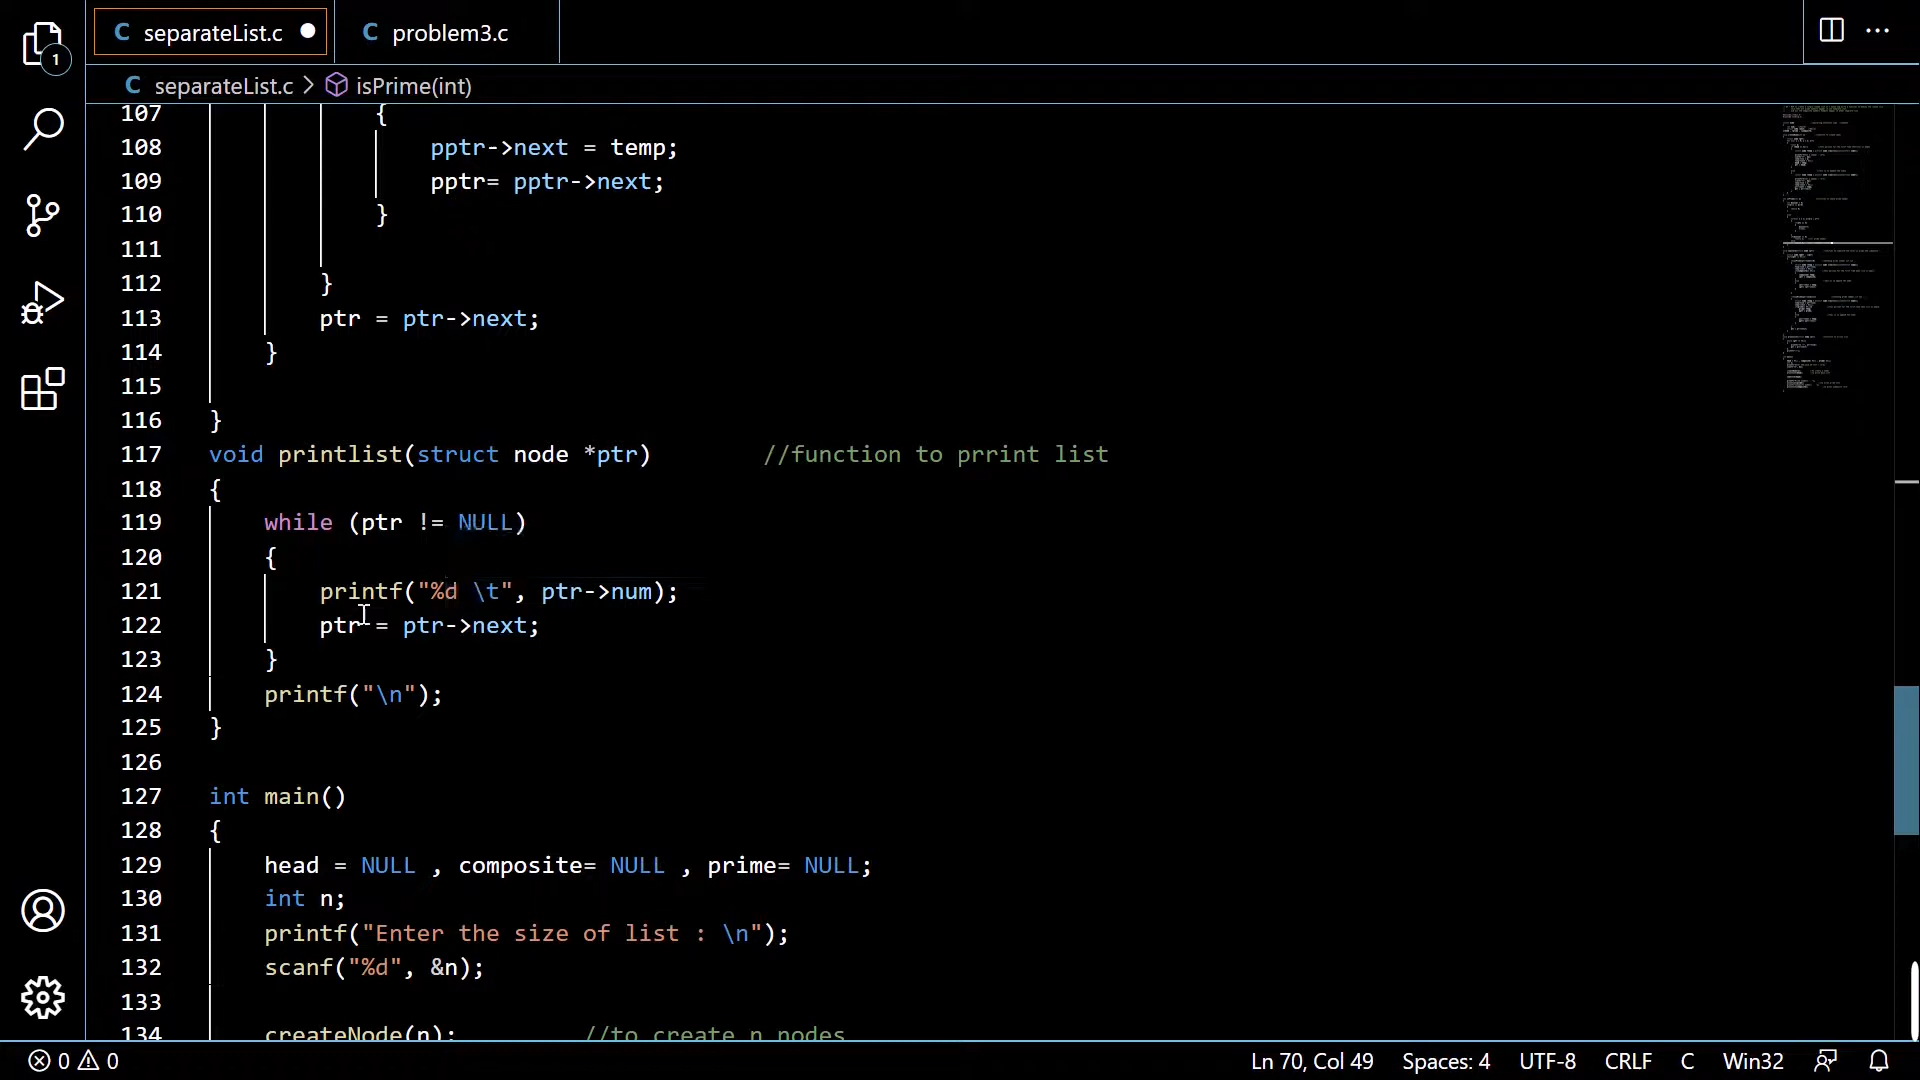 C separateList.c
C problem3.c
1
C separateList.c > isPrime(int)
107 {
108 pptr->next = temp;
109 pptr= pptr->next;
110 }
111
112 }
113 ptr = ptr->next;
114 }
115
116 }
117 void printlist(struct node *ptr) //function to prrint list
118 {
119 while (ptr != NULL)
120 {
121 printf("%d \t", ptr->num);
122 ptr = ptr->next;
123 }
124 printf("\n");
125 }
126
127 int main()
128 {
129 head = NULL , composite= NULL , prime= NULL;
130 int n;
131 printf("Enter the size of list : \n");
132 scanf("%d", &n);
133
134 createNode(n); //to create n nodes
0 0 Ln 70, Col 49 Spaces: 4 UTF-8 CRLF C Win32